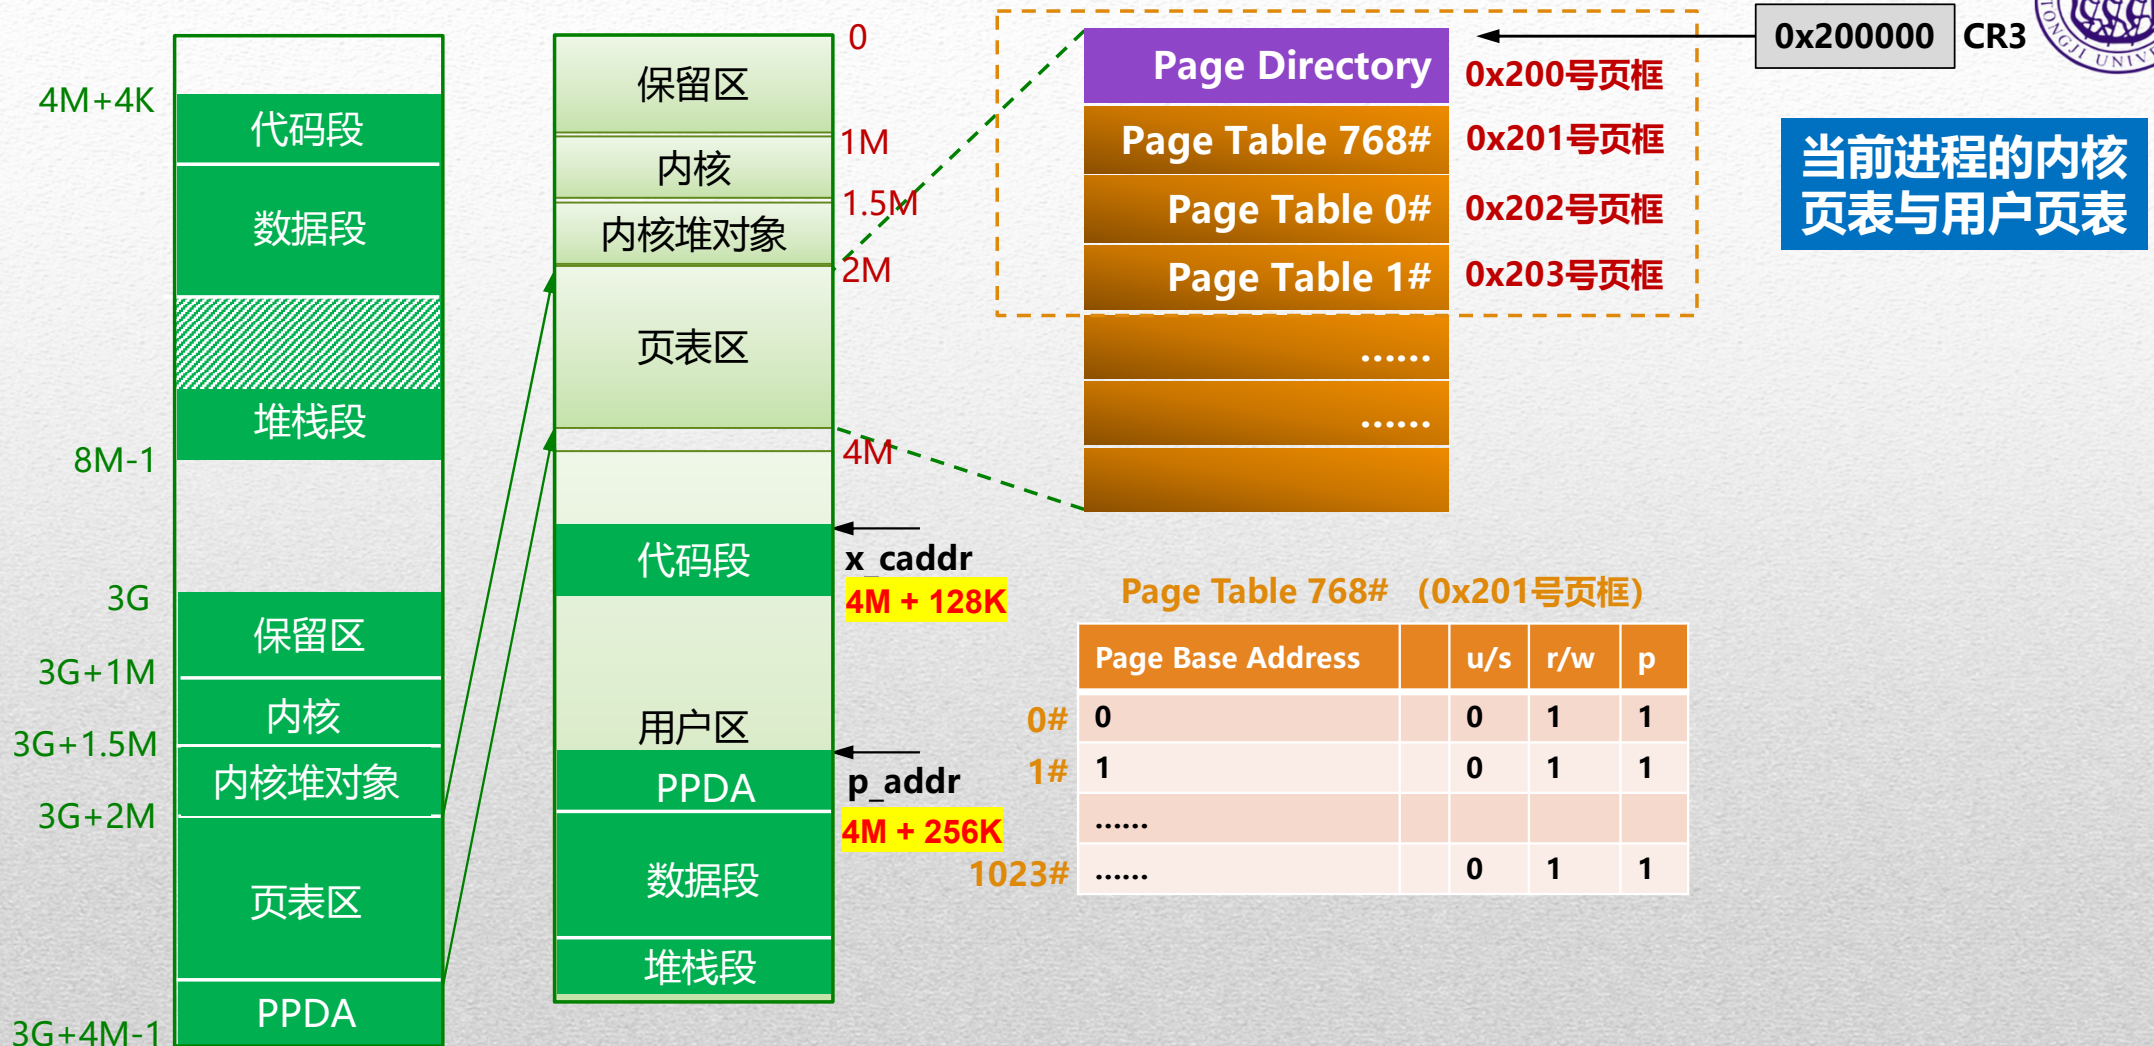 4M+4K
代码段
数据段
堆栈段
8M-1
3G
保留区
3G+1M
内核
3G+1.5M
内核堆对象
3G+2M
页表区
PPDA
3G+4M-1
0
保留区
1M
内核
1.5M
内核堆对象
2M
页表区
4M
代码段
x_caddr
4M + 128K
用户区
PPDA
p_addr
4M + 256K
数据段
堆栈段
Page Directory
0x200号页框
Page Table 768#
0x201号页框
Page Table 0#
0x202号页框
Page Table 1#
0x203号页框
......
......
0x200000
CR3
当前进程的内核
页表与用户页表
Page Table 768# (0x201号页框)
Page Base Address u/s r/w p
0# 0 0 1 1
1# 1 0 1 1
......
1023# ...... 0 1 1